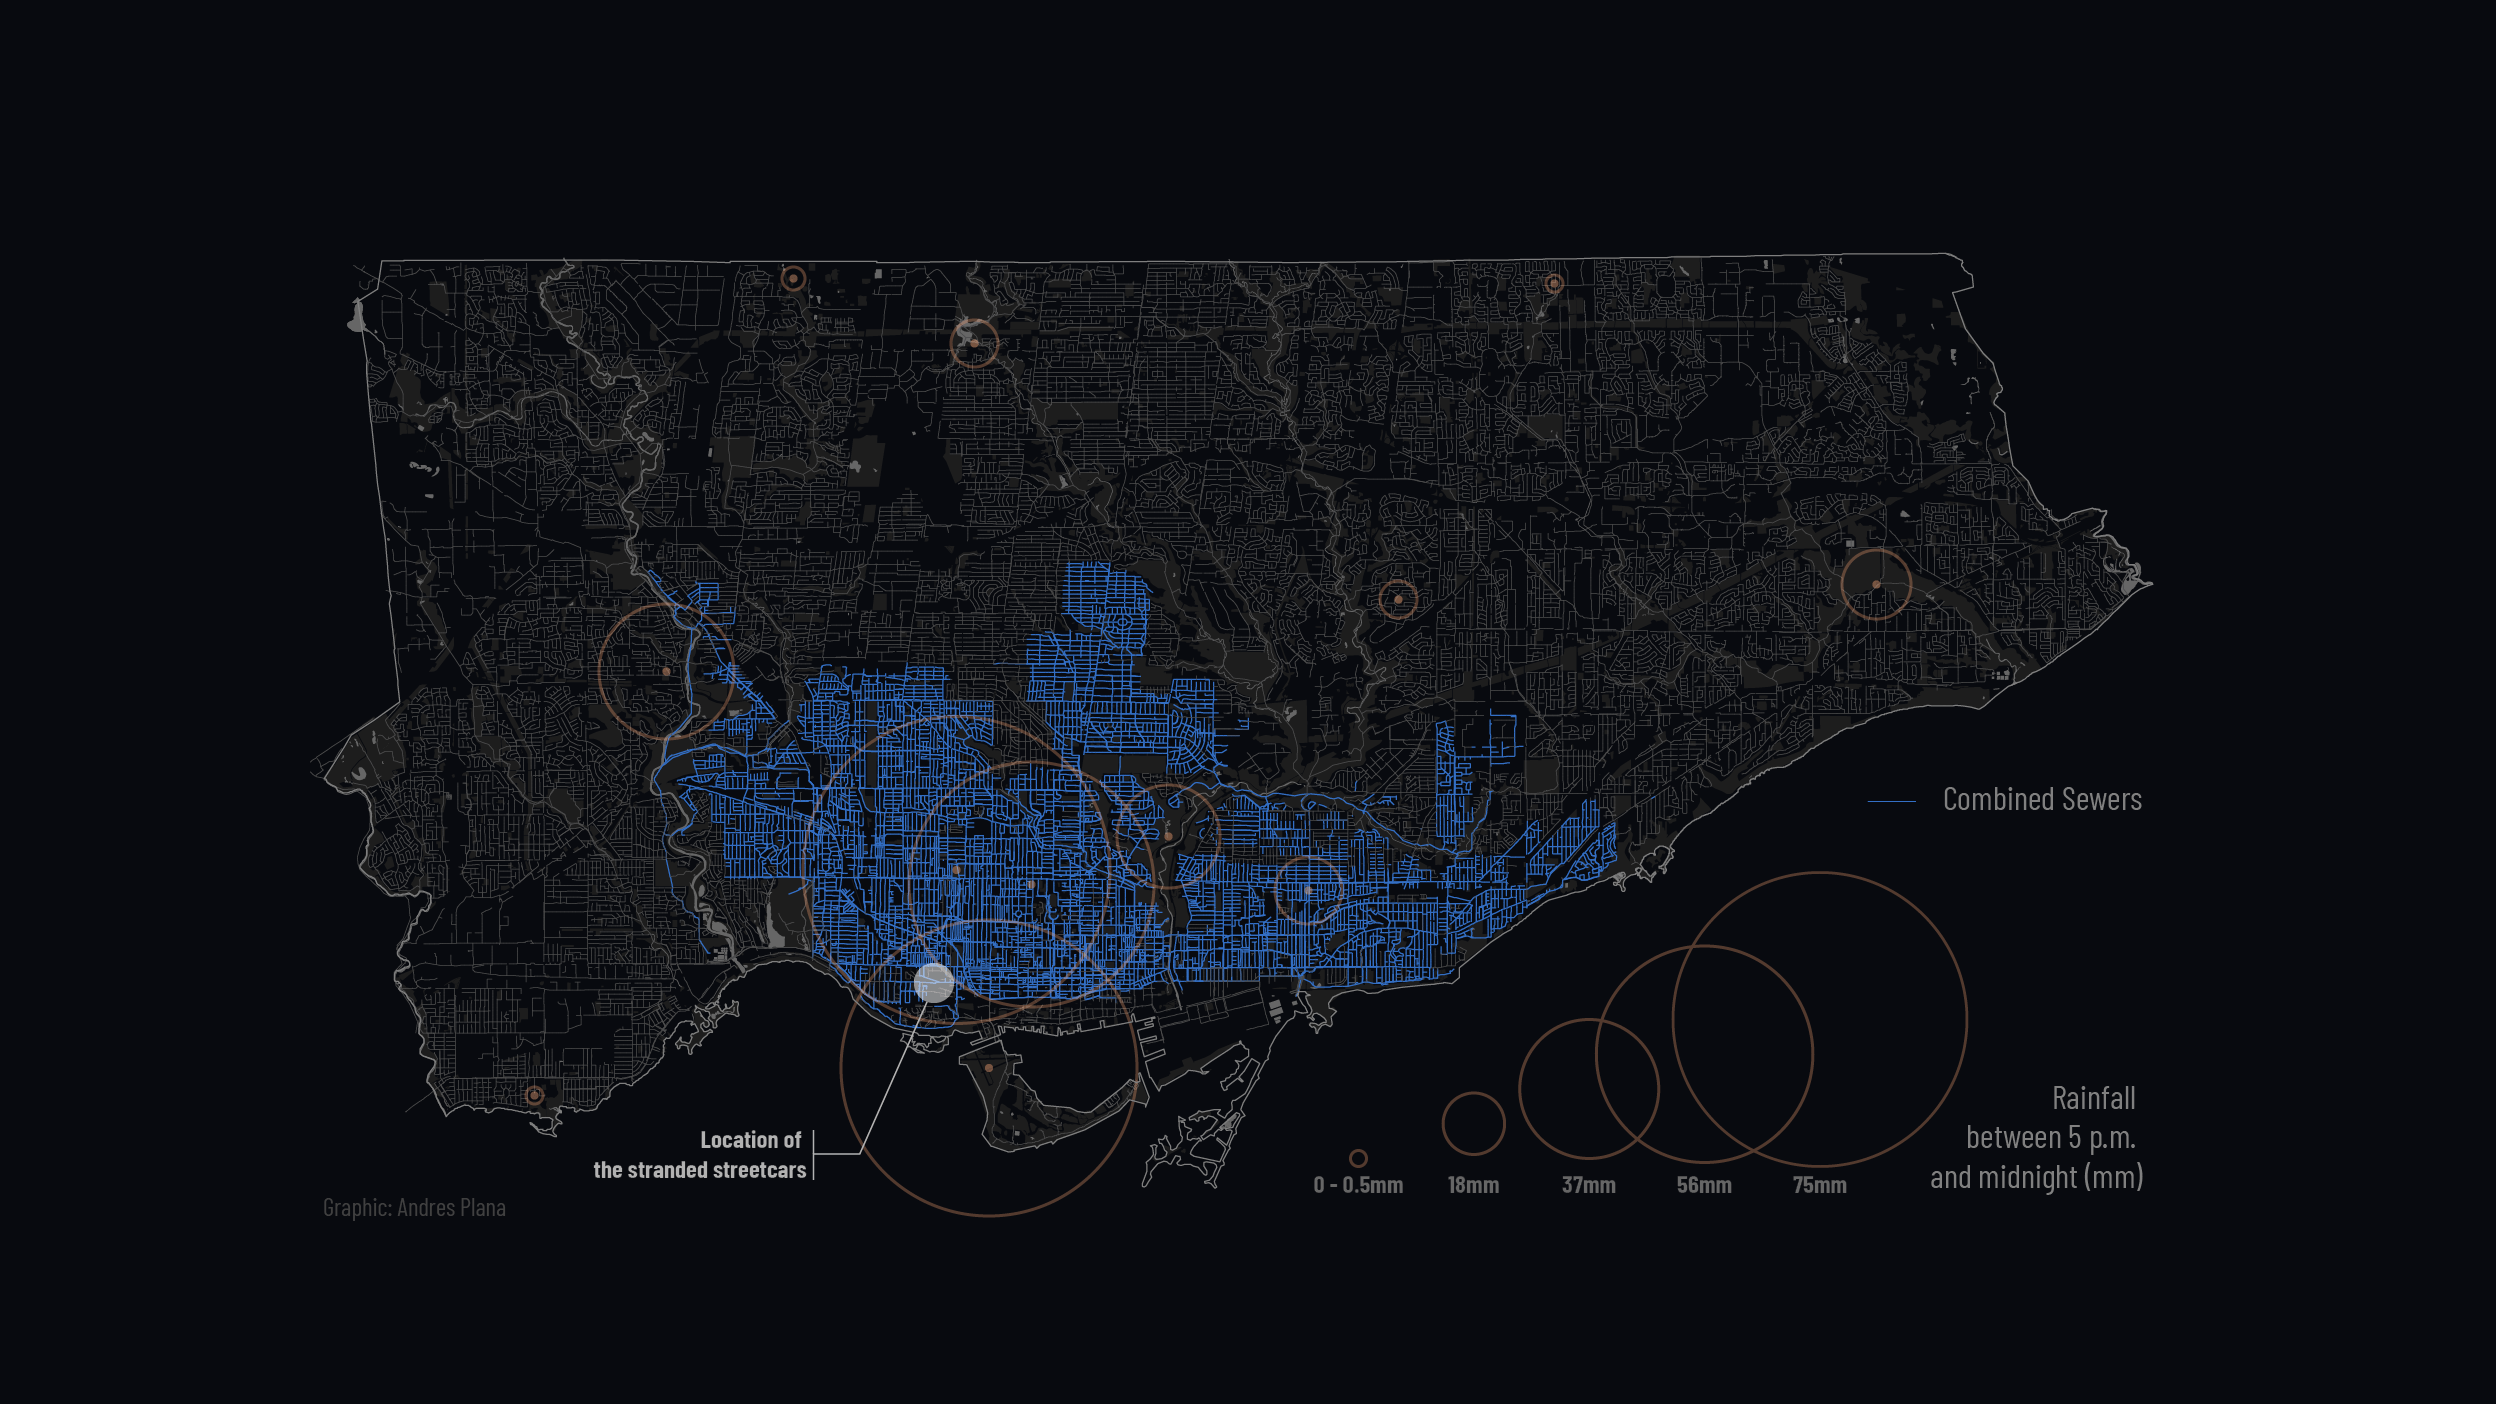 Combined Sewers
Rainfall
between 5 p.m.
and midnight (mm)
0 - 0.5mm
18mm
37mm
56mm
75mm
Location of
the stranded streetcars
Graphic: Andres Plana